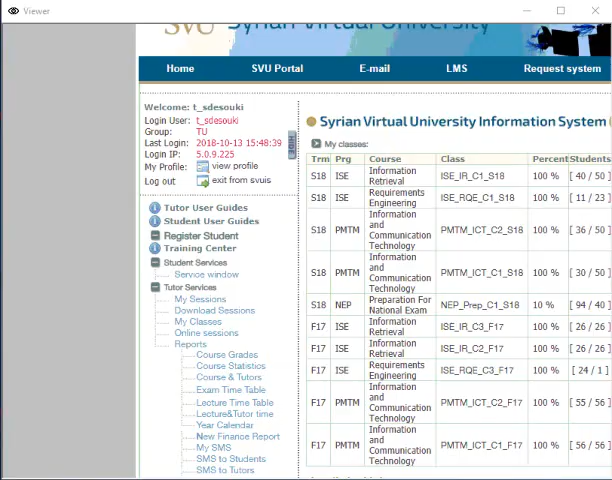 Viewer
SVU Syrian Virtual University
Home SVU Portal E-mail LMS Request system
Welcome: t_sdesouki
Login User: t_sdesouki
Group: TU
Last Login: 2018-10-13 15:48:39
Login IP: 5.0.9.225
My Profile: view profile
Log out exit from svuis
HIDE
Tutor User Guides
Student User Guides
Register Student
Training Center
Student Services
Service window
Tutor Services
My Sessions
Download Sessions
My Classes
Online sessions
Reports
Course Grades
Course Statistics
Course & Tutors
Exam Time Table
Lecture Time Table
Lecture&Tutor time
Year Calendar
New Finance Report
My SMS
SMS to Students
SMS to Tutors
Syrian Virtual University Information System
My classes:
Trm Prg Course Class Percent Students
S18 ISE Information Retrieval ISE_IR_C1_S18 100 % [ 40 / 50 ]
S18 ISE Requirements Engineering ISE_RQE_C1_S18 100 % [ 11 / 23 ]
S18 PMTM Information and Communication Technology PMTM_ICT_C2_S18 100 % [ 36 / 50 ]
S18 PMTM Information and Communication Technology PMTM_ICT_C1_S18 100 % [ 30 / 50 ]
S18 NEP Preparation For National Exam NEP_Prep_C1_S18 10 % [ 94 / 40 ]
F17 ISE Information Retrieval ISE_IR_C3_F17 100 % [ 26 / 26 ]
F17 ISE Information Retrieval ISE_IR_C2_F17 100 % [ 26 / 26 ]
F17 ISE Requirements Engineering ISE_RQE_C3_F17 100 % [ 24 / 1 ]
F17 PMTM Information and Communication Technology PMTM_ICT_C2_F17 100 % [ 55 / 56 ]
F17 PMTM Information and Communication Technology PMTM_ICT_C1_F17 100 % [ 56 / 56 ]